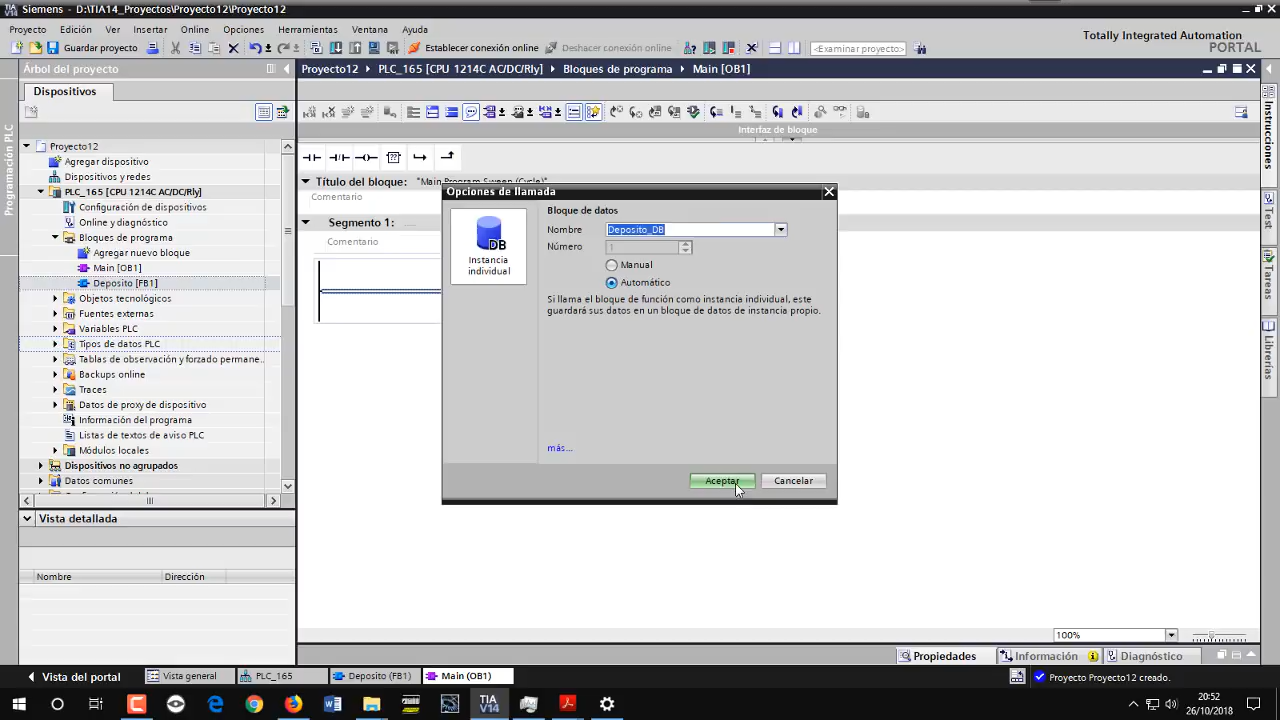 Siemens - D:\TIA14_Proyectos\Proyecto12\Proyecto12
Proyecto Edición Ver Insertar Online Opciones Herramientas Ventana Ayuda
Guardar proyecto Establecer conexión online Deshacer conexión online <Examinar proyecto>
Totally Integrated Automation
PORTAL
Árbol del proyecto
Proyecto12 PLC_165 [CPU 1214C AC/DC/Rly] Bloques de programa Main [OB1]
Dispositivos
Programación PLC
Proyecto12
Agregar dispositivo
Dispositivos y redes
PLC_165 [CPU 1214C AC/DC/Rly]
Configuración de dispositivos
Online y diagnóstico
Bloques de programa
Agregar nuevo bloque
Main [OB1]
Deposito [FB1]
Objetos tecnológicos
Fuentes externas
Variables PLC
Tipos de datos PLC
Tablas de observación y forzado permane...
Backups online
Traces
Datos de proxy de dispositivo
Información del programa
Listas de textos de aviso PLC
Módulos locales
Dispositivos no agrupados
Datos comunes
Vista detallada
Nombre Dirección
Interfaz de bloque
Título del bloque: "Main Program Sweep (Cycle)"
Comentario
Segmento 1:
Comentario
Opciones de llamada
DB
Instancia
individual
Bloque de datos
Nombre Deposito_DB
Número 1
Manual
Automático
Si llama el bloque de función como instancia individual, este
guardará sus datos en un bloque de datos de instancia propio.
más...
Aceptar Cancelar
100%
Instrucciones
Test
Tareas
Librerías
Propiedades Información Diagnóstico
Vista del portal Vista general PLC_165 Deposito (FB1) Main (OB1) Proyecto Proyecto12 creado.
TIA
V14
20:52
26/10/2018